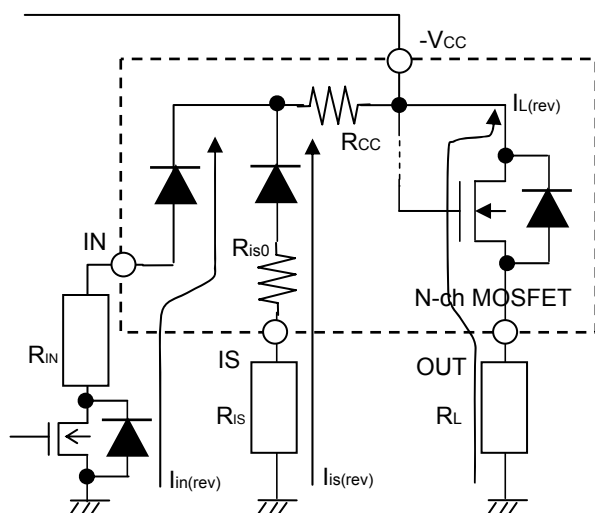 -VCC
IL(rev)
RCC
IN
Ris0
N-ch MOSFET
RIN
IS
OUT
RIS
RL
Iin(rev)
Iis(rev)